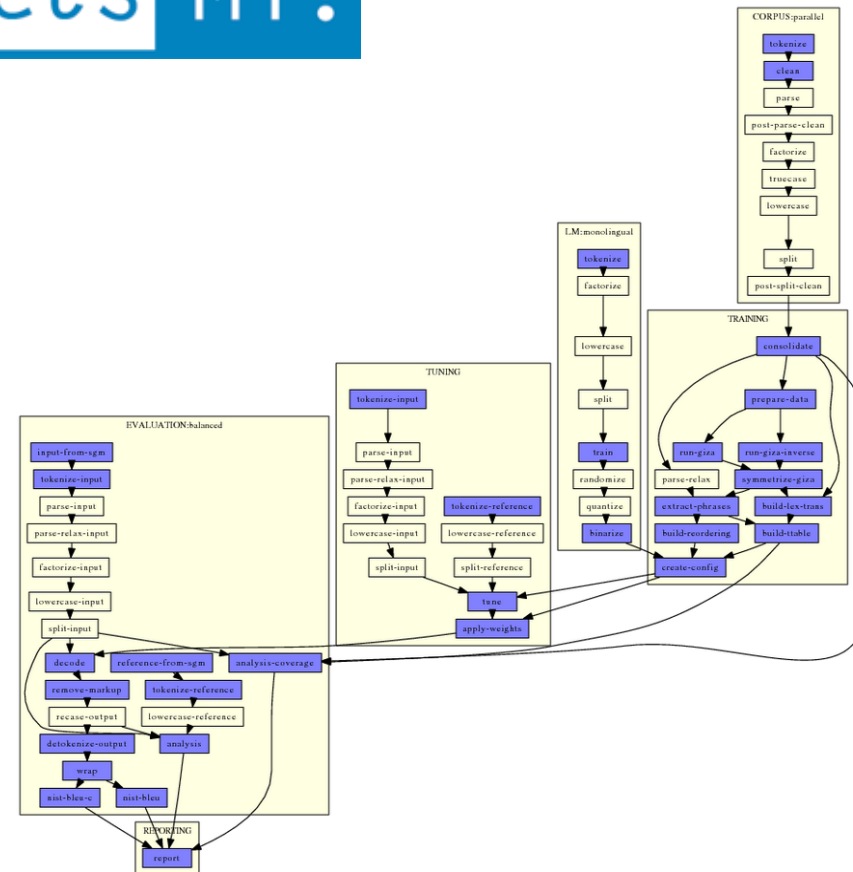 MT.
CORPUS:parallel
tokenize
clean
parse
post-parse-clean
factorize
truecase
lowercase
split
post-split-clean
LM:monolingual
tokenize
factorize
lowercase
split
train
randomize
quantize
binarize
TRAINING
consolidate
prepare-data
run-giza
run-giza-inverse
parse-relax
symmetrize-giza
extract-phrases
build-lex-trans
build-reordering
build-ttable
create-config
TUNING
tokenize-input
parse-input
parse-relax-input
factorize-input
tokenize-reference
lowercase-input
lowercase-reference
split-input
split-reference
tune
apply-weights
EVALUATION:balanced
input-from-sgm
tokenize-input
parse-input
parse-relax-input
factorize-input
lowercase-input
split-input
decode
reference-from-sgm
analysis-coverage
remove-markup
tokenize-reference
recase-output
lowercase-reference
detokenize-output
analysis
wrap
nist-bleu-c
nist-bleu
REPORTING
report